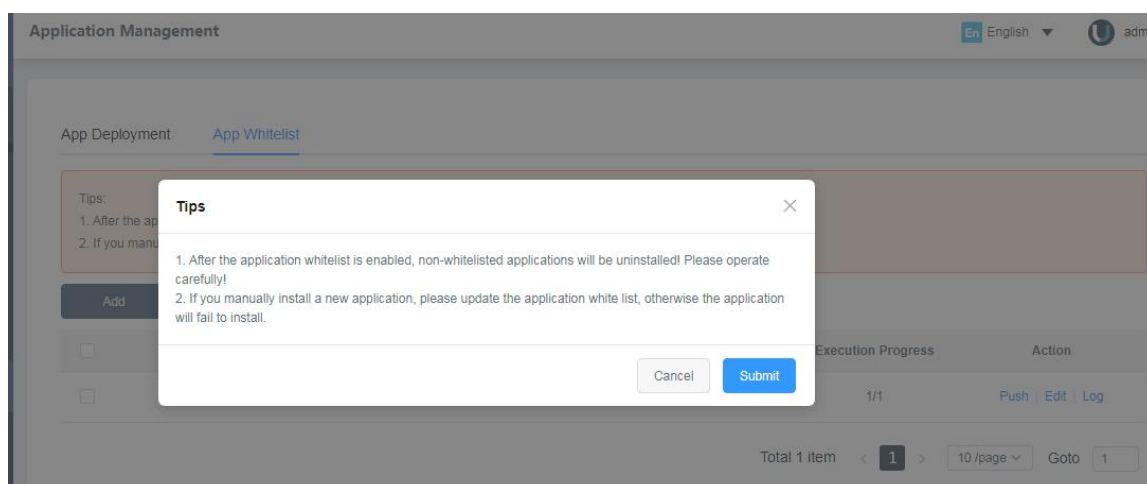 Application Management
En English
adm
App Deployment App Whitelist
Tips:
1. After the ap
2. If you manu
Tips
1. After the application whitelist is enabled, non-whitelisted applications will be uninstalled! Please operate
carefully!
2. If you manually install a new application, please update the application white list, otherwise the application
will fail to install.
Cancel Submit
Add
Execution Progress Action
1/1 Push Edit Log
Total 1 item < 1 > 10 /page Goto 1